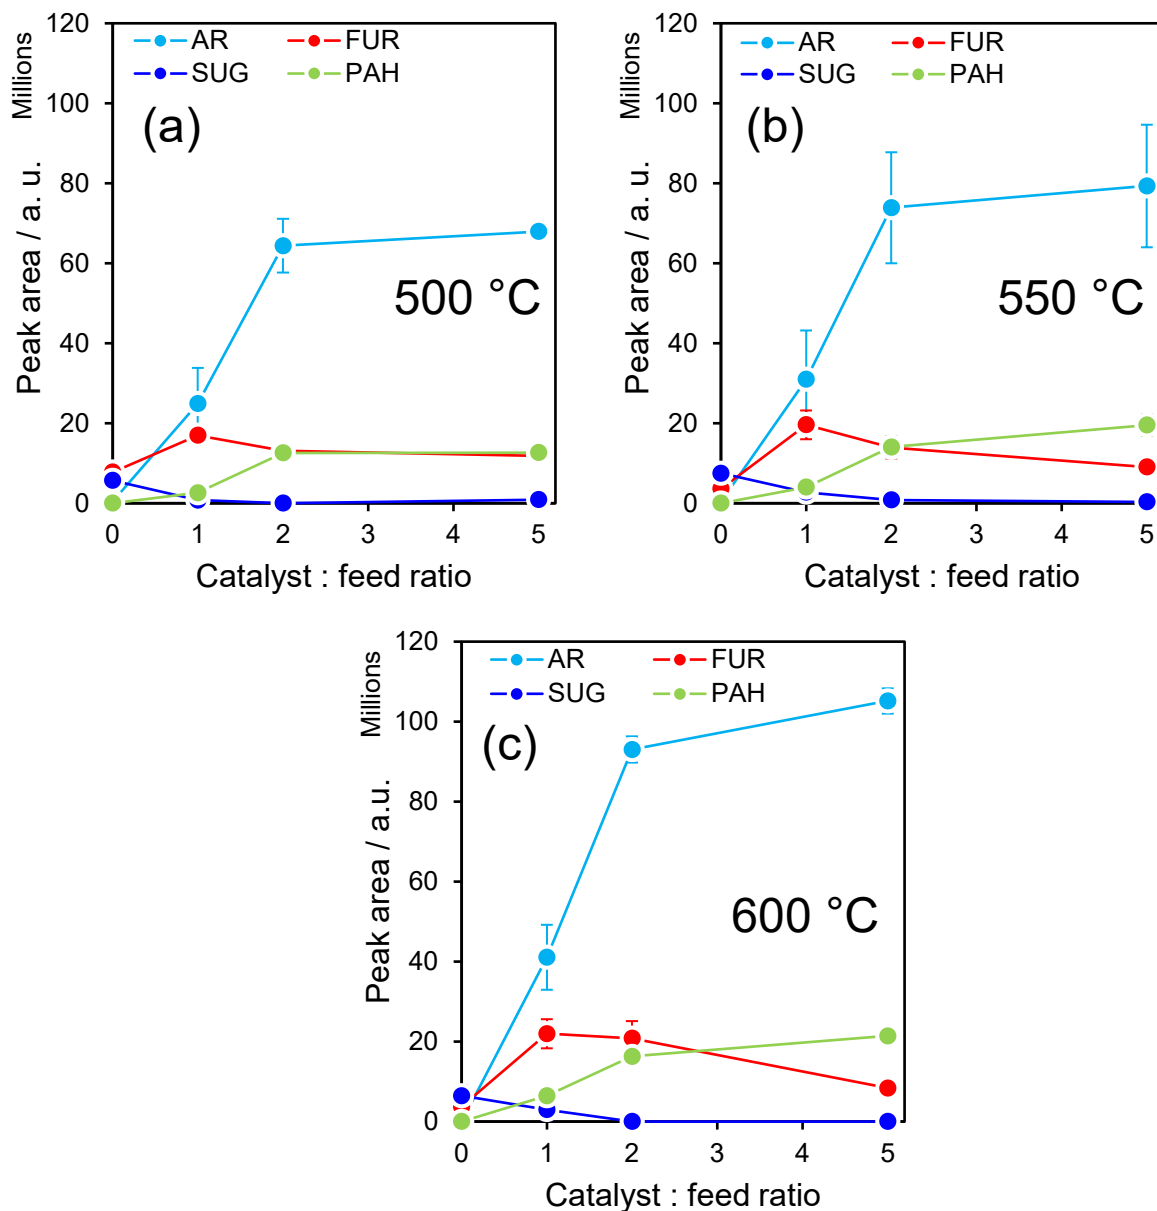 120
100
80
60
40
20
0
Millions
Peak area / a. u.
AR FUR
SUG PAH
(a)
500 °C
0 1 2 3 4 5
Catalyst : feed ratio
120
100
80
60
40
20
0
Millions
Peak area / a. u.
AR FUR
SUG PAH
(b)
550 °C
0 1 2 3 4 5
Catalyst : feed ratio
120
100
80
60
40
20
0
Millions
Peak area / a.u.
AR FUR
SUG PAH
(c)
600 °C
0 1 2 3 4 5
Catalyst : feed ratio